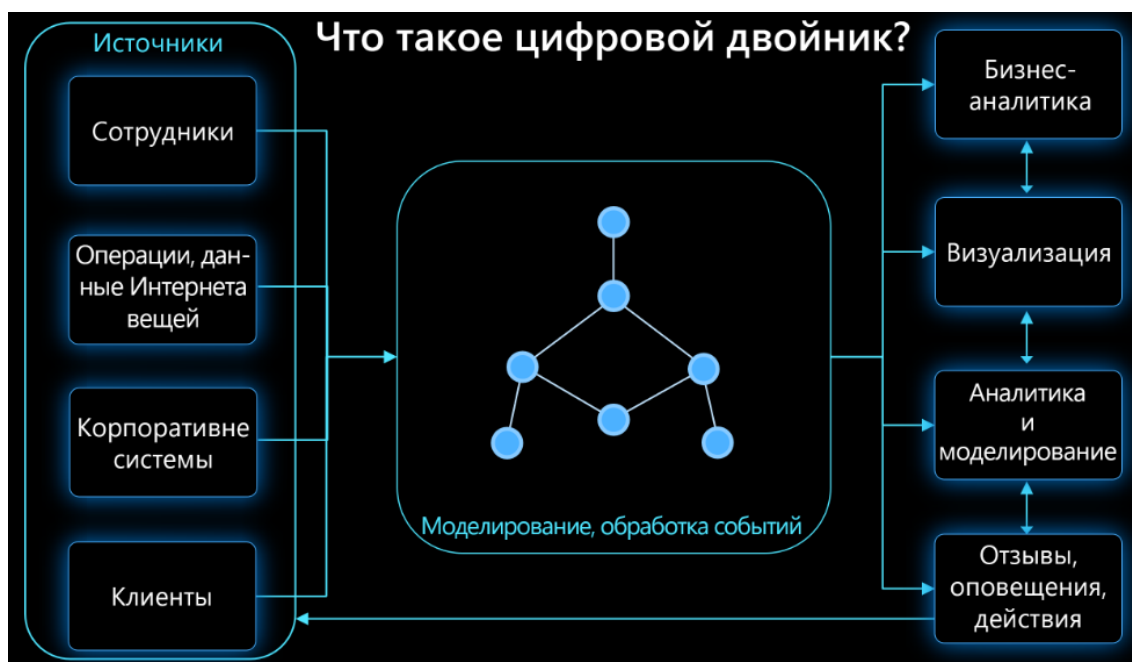 Что такое цифровой двойник?
Источники
Сотрудники
Операции, дан-
ные Интернета
вещей
Корпоративне
системы
Клиенты
Моделирование, обработка событий
Бизнес-
аналитика
Визуализация
Аналитика
и
моделирование
Отзывы,
оповещения,
действия